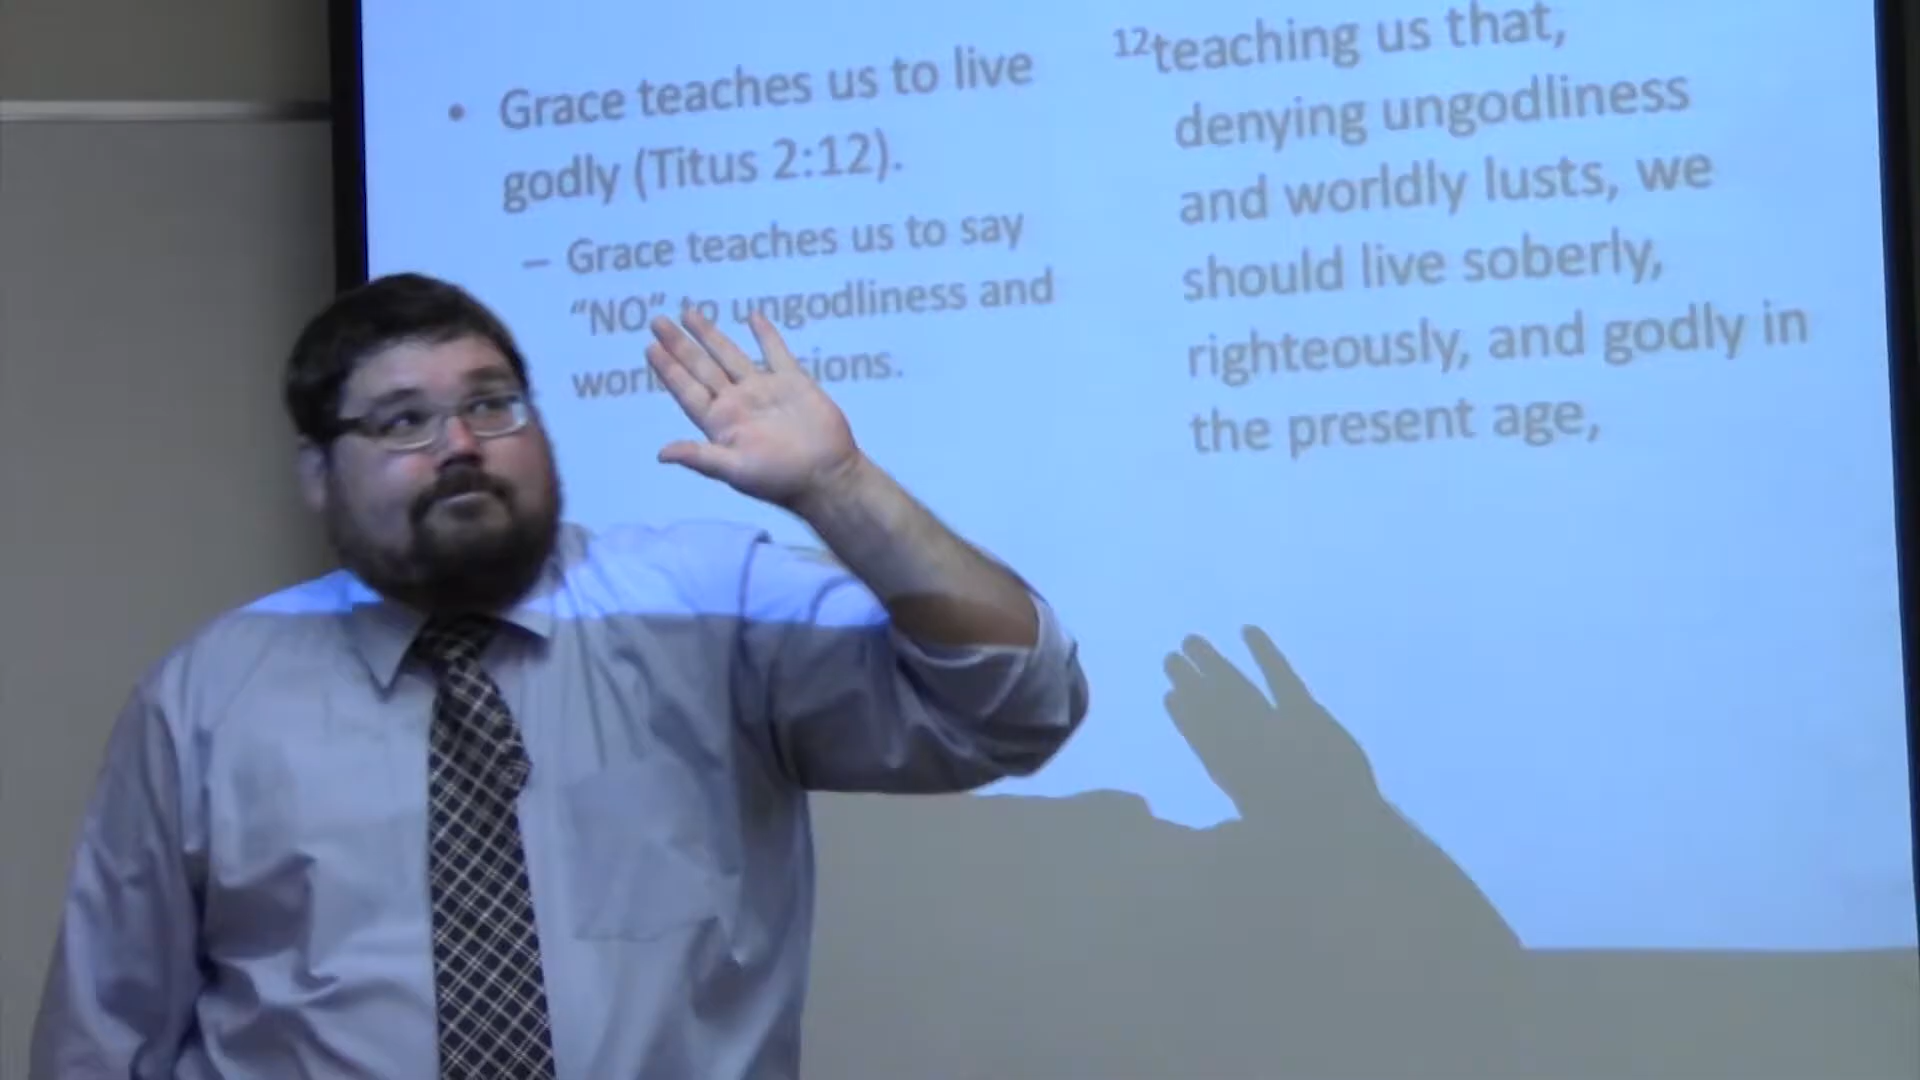 • Grace teaches us to live
godly (Titus 2:12).
– Grace teaches us to say
“NO” to ungodliness and
12teaching us that,
denying ungodliness
and worldly lusts, we
should live soberly,
righteously, and godly in
the present age,